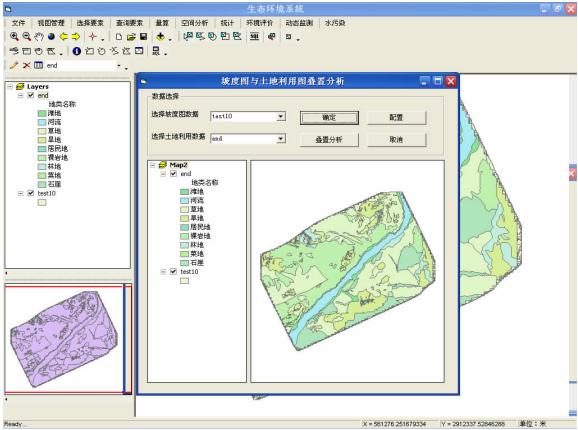 生态环境系统
文件 视图管理 选择要素 查询要素 量算 空间分析 统计 环境评价 动态监测 水污染
end
Layers
end
地类名称
滩地
河流
草地
旱地
居民地
裸岩地
林地
菜地
石崖
test10
坡度图与土地利用图叠置分析
数据选择
选择坡度图数据 test10 确定 配置
选择土地利用数据 end 叠置分析 取消
Map2
end
地类名称
滩地
河流
草地
旱地
居民地
裸岩地
林地
菜地
石崖
test10
Ready... X = 561276.251679334 Y = 2912337.52846286 单位：米